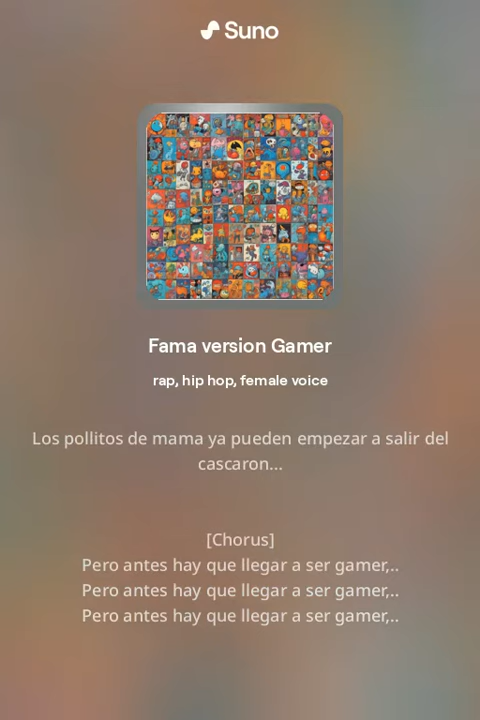 Suno
Fama version Gamer
rap, hip hop, female voice
Los pollitos de mama ya pueden empezar a salir del
cascaron...
[Chorus]
Pero antes hay que llegar a ser gamer,..
Pero antes hay que llegar a ser gamer,..
Pero antes hay que llegar a ser gamer,..